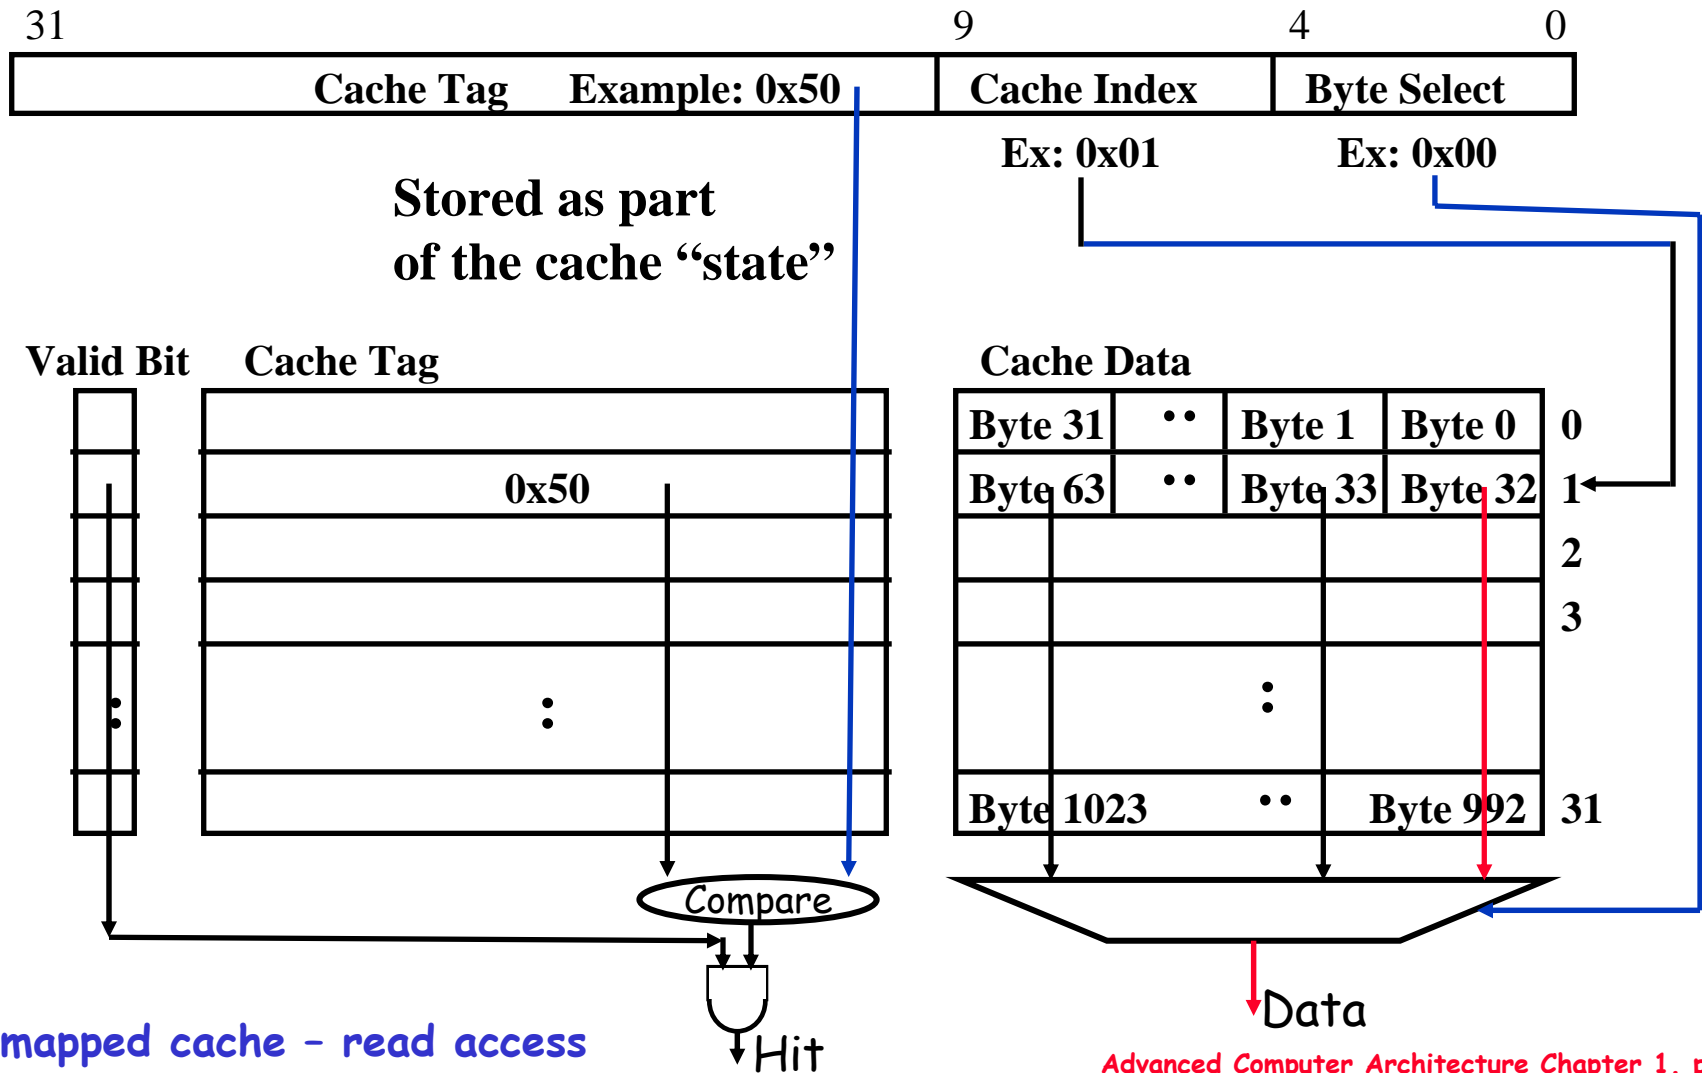 31 9 4 0
Cache Tag Example: 0x50 Cache Index Byte Select
Ex: 0x01 Ex: 0x00
Stored as part
of the cache “state”
Valid Bit Cache Tag Cache Data
Byte 31 •• Byte 1 Byte 0 0
0x50 Byte 63 •• Byte 33 Byte 32 1
2
3
: : :
Byte 1023 •• Byte 992 31
Compare
Data
mapped cache – read access
Hit
Advanced Computer Architecture Chapter 1, p